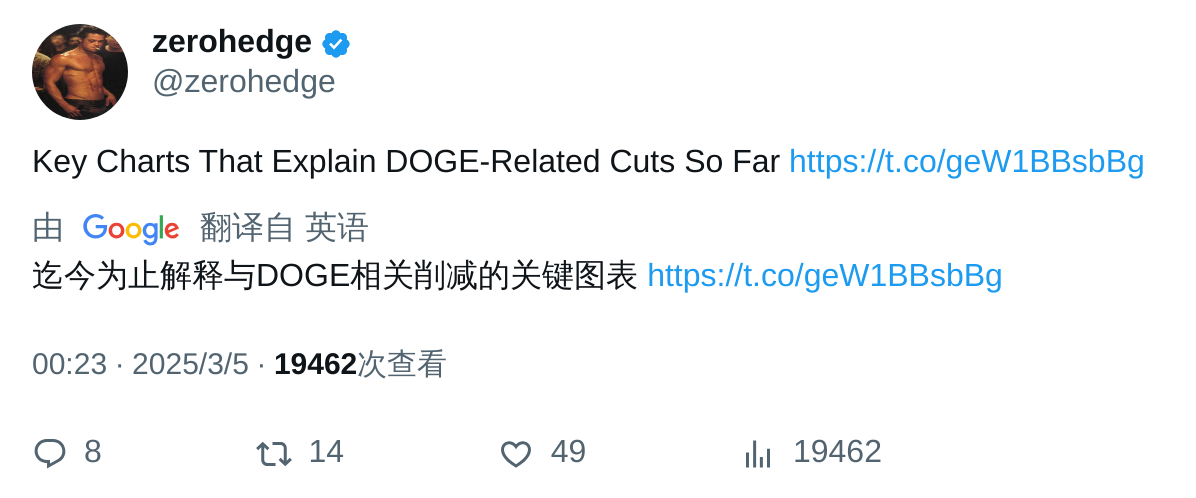 zerohedge
@zerohedge
Key Charts That Explain DOGE-Related Cuts So Far https://t.co/geW1BBsbBg
由 Google 翻译自 英语
迄今为止解释与DOGE相关削减的关键图表 https://t.co/geW1BBsbBg
00:23 · 2025/3/5 · 19462次查看
8 14 49 19462